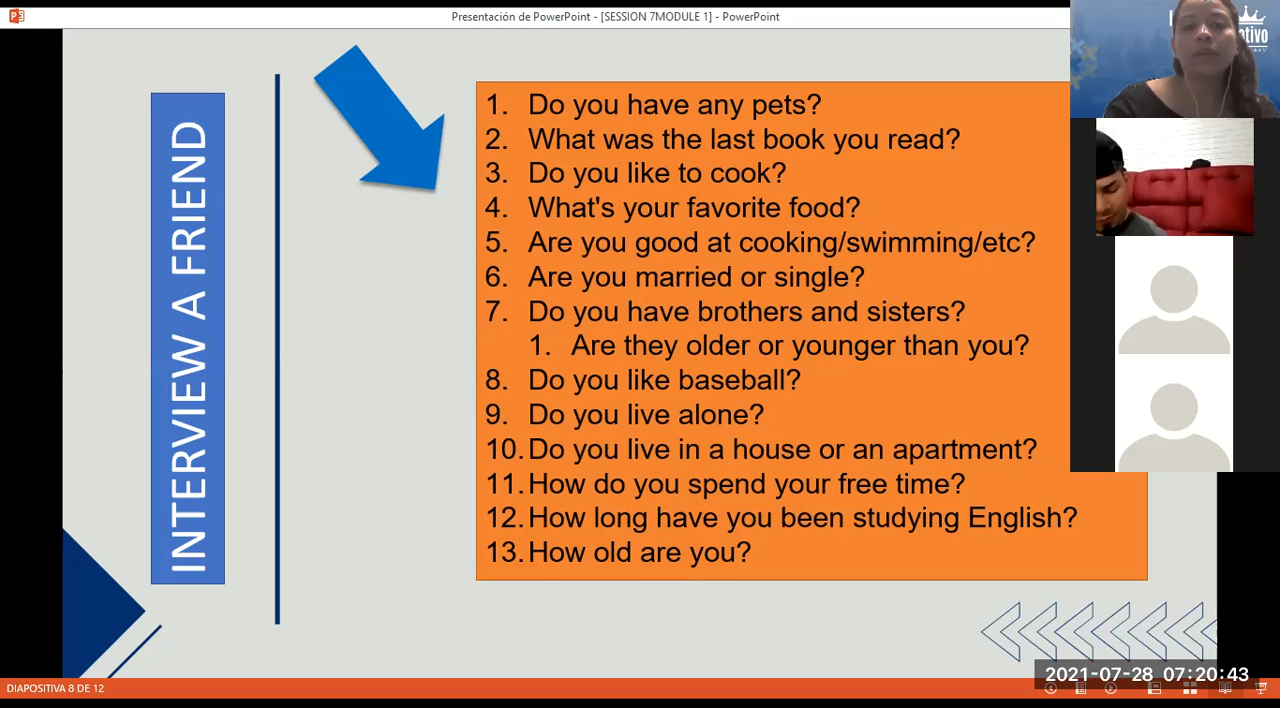 Presentación de PowerPoint - [SESSION 7MODULE 1] - PowerPoint
INTERVIEW A FRIEND
1. Do you have any pets?
2. What was the last book you read?
3. Do you like to cook?
4. What's your favorite food?
5. Are you good at cooking/swimming/etc?
6. Are you married or single?
7. Do you have brothers and sisters?
1. Are they older or younger than you?
8. Do you like baseball?
9. Do you live alone?
10. Do you live in a house or an apartment?
11. How do you spend your free time?
12. How long have you been studying English?
13. How old are you?
2021-07-28 07:20:43
DIAPOSITIVA 8 DE 12